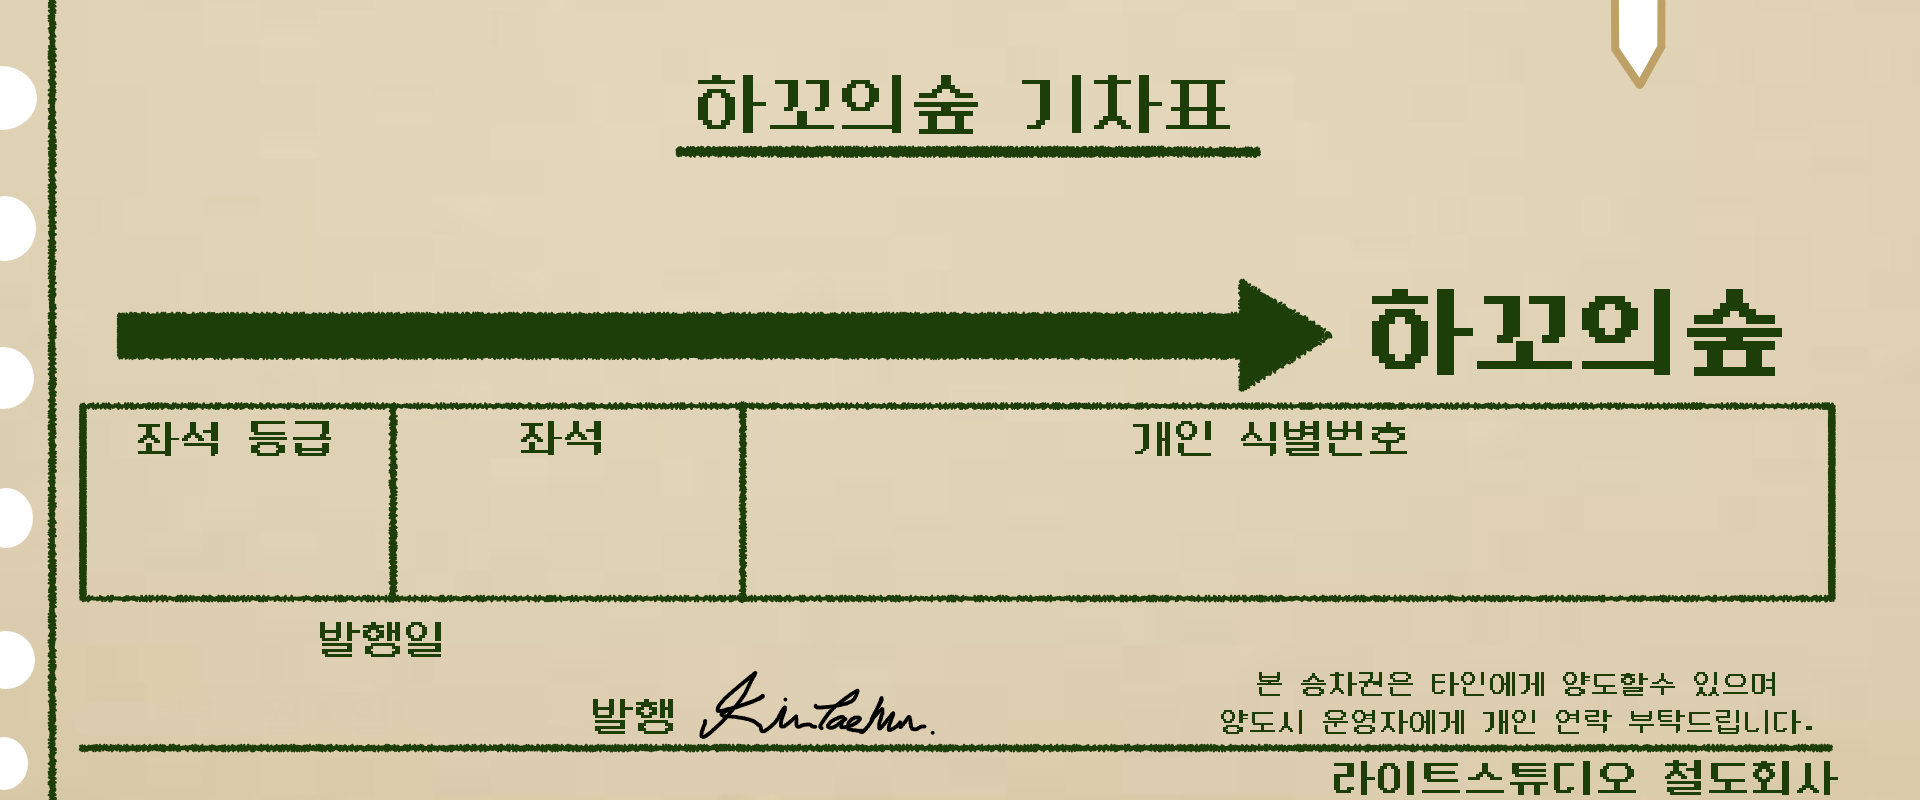 하꼬의숲 기차표
하꼬의숲
좌석 등급
좌석
개인 식별번호
발행일
발행 KimTaeHun.
본 승차권은 타인에게 양도할수 있으며
양도시 운영자에게 개인 연락 부탁드립니다.
라이트스튜디오 철도회사